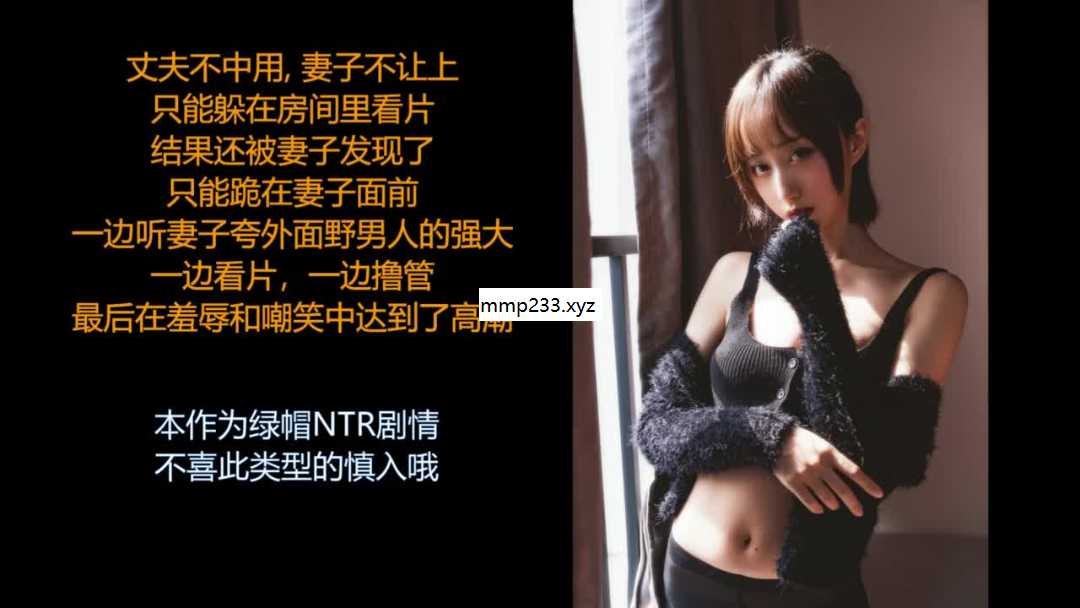 丈夫不中用, 妻子不让上
只能躲在房间里看片
结果还被妻子发现了
只能跪在妻子面前
一边听妻子夸外面野男人的强大
一边看片，一边撸管
最后在羞辱和嘲笑中达到了高潮
mmp233.xyz
本作为绿帽NTR剧情
不喜此类型的慎入哦